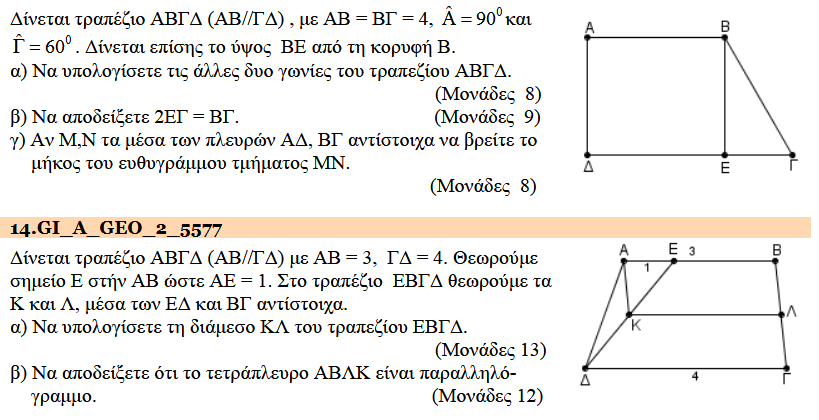 Δίνεται τραπέζιο ΑΒΓΔ (ΑΒ//ΓΔ) , με ΑΒ = ΒΓ = 4, Â = 90⁰ και
Γ̂ = 60⁰ . Δίνεται επίσης το ύψος ΒΕ από τη κορυφή Β.
α) Να υπολογίσετε τις άλλες δυο γωνίες του τραπεζίου ΑΒΓΔ.
(Μονάδες 8)
β) Να αποδείξετε 2ΕΓ = ΒΓ. (Μονάδες 9)
γ) Αν Μ,Ν τα μέσα των πλευρών ΑΔ, ΒΓ αντίστοιχα να βρείτε το
μήκος του ευθυγράμμου τμήματος ΜΝ.
(Μονάδες 8)
Α Β
Δ Ε Γ
14.GI_A_GEO_2_5577
Δίνεται τραπέζιο ΑΒΓΔ (ΑΒ//ΓΔ) με ΑΒ = 3, ΓΔ = 4. Θεωρούμε
σημείο Ε στήν ΑΒ ώστε ΑΕ = 1. Στο τραπέζιο ΕΒΓΔ θεωρούμε τα
Κ και Λ, μέσα των ΕΔ και ΒΓ αντίστοιχα.
α) Να υπολογίσετε τη διάμεσο ΚΛ του τραπεζίου ΕΒΓΔ.
(Μονάδες 13)
β) Να αποδείξετε ότι το τετράπλευρο ΑΒΛΚ είναι παραλληλό-
γραμμο. (Μονάδες 12)
Α Ε 3 Β
1
Κ Λ
Δ 4 Γ